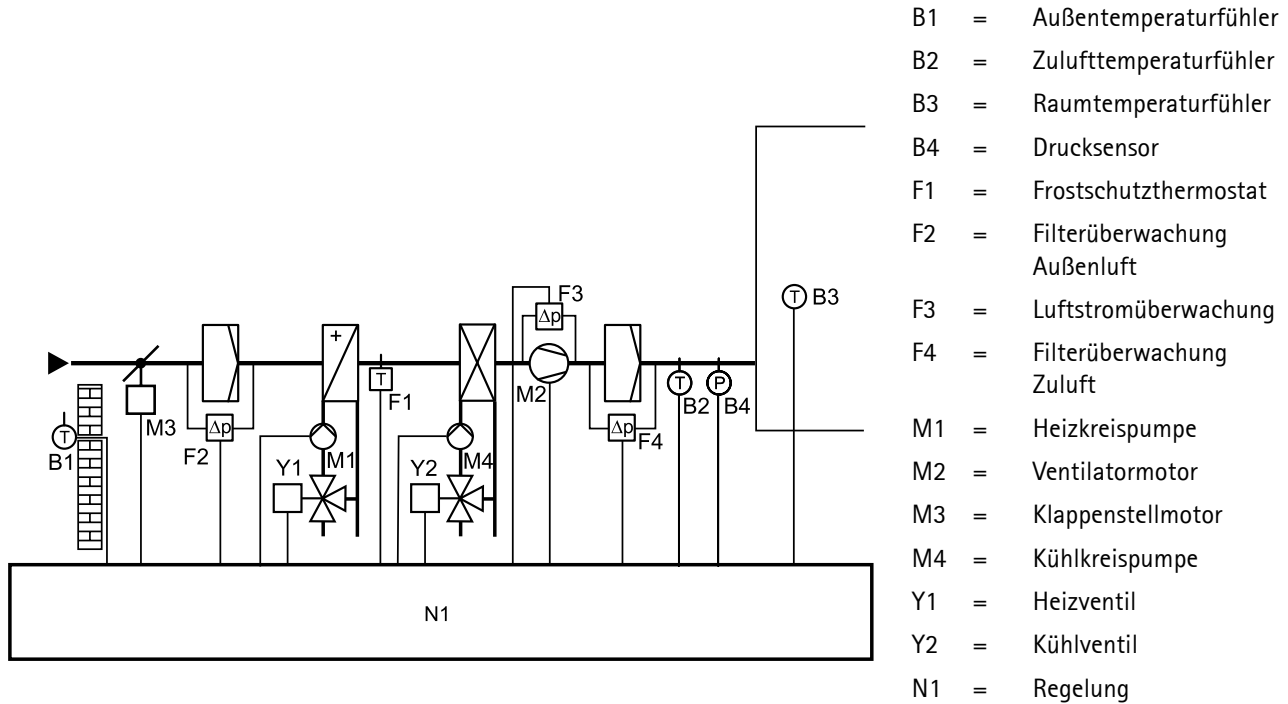 B1 = Außentemperaturfühler
B2 = Zulufttemperaturfühler
B3 = Raumtemperaturfühler
B4 = Drucksensor
F1 = Frostschutzthermostat
F2 = Filterüberwachung
Außenluft
F3 = Luftstromüberwachung
F4 = Filterüberwachung
Zuluft
M1 = Heizkreispumpe
M2 = Ventilatormotor
M3 = Klappenstellmotor
M4 = Kühlkreispumpe
Y1 = Heizventil
Y2 = Kühlventil
N1 = Regelung
F3
Δp
T B3
+
T
F1
M2
T
B2
P
B4
M3
T
B1
Δp
F2
M1
Y1
M4
Y2
Δp
F4
N1